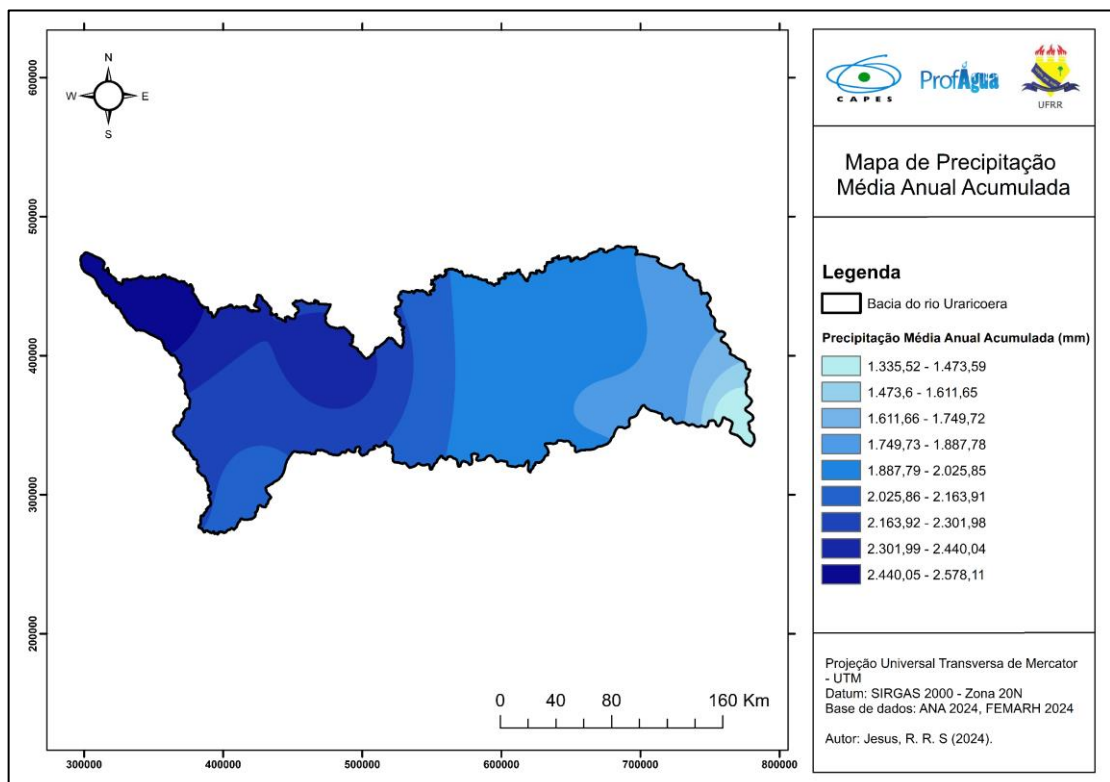 N
W E
S
600000
500000
400000
300000
200000
300000 400000 500000 600000 700000 800000
0 40 80 160 Km
CAPES
ProfÁgua
UFRR
Mapa de Precipitação
Média Anual Acumulada
Legenda
Bacia do rio Uraricoera
Precipitação Média Anual Acumulada (mm)
1.335,52 - 1.473,59
1.473,6 - 1.611,65
1.611,66 - 1.749,72
1.749,73 - 1.887,78
1.887,79 - 2.025,85
2.025,86 - 2.163,91
2.163,92 - 2.301,98
2.301,99 - 2.440,04
2.440,05 - 2.578,11
Projeção Universal Transversa de Mercator
- UTM
Datum: SIRGAS 2000 - Zona 20N
Base de dados: ANA 2024, FEMARH 2024
Autor: Jesus, R. R. S (2024).